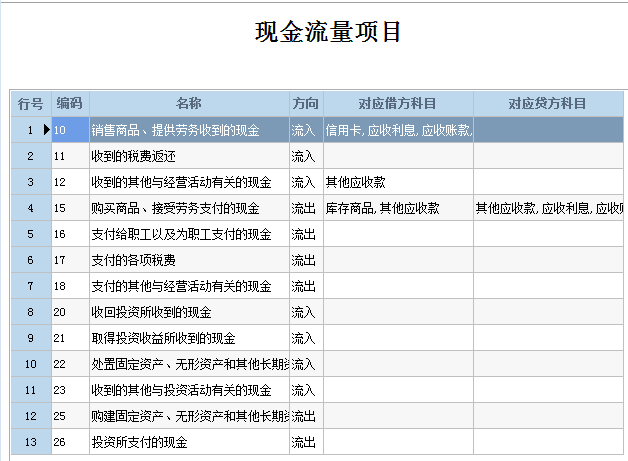 现金流量项目
行号 编码 名称 方向 对应借方科目 对应贷方科目
1 10 销售商品、提供劳务收到的现金 流入 信用卡, 应收利息, 应收账款,
2 11 收到的税费返还 流入
3 12 收到的其他与经营活动有关的现金 流入 其他应收款
4 15 购买商品、接受劳务支付的现金 流出 库存商品, 其他应收款 其他应收款, 应收利息, 应收
5 16 支付给职工以及为职工支付的现金 流出
6 17 支付的各项税费 流出
7 18 支付的其他与经营活动有关的现金 流出
8 20 收回投资所收到的现金 流入
9 21 取得投资收益所收到的现金 流入
10 22 处置固定资产、无形资产和其他长期 流入
11 23 收到的其他与投资活动有关的现金 流入
12 25 购建固定资产、无形资产和其他长期 流出
13 26 投资所支付的现金 流出